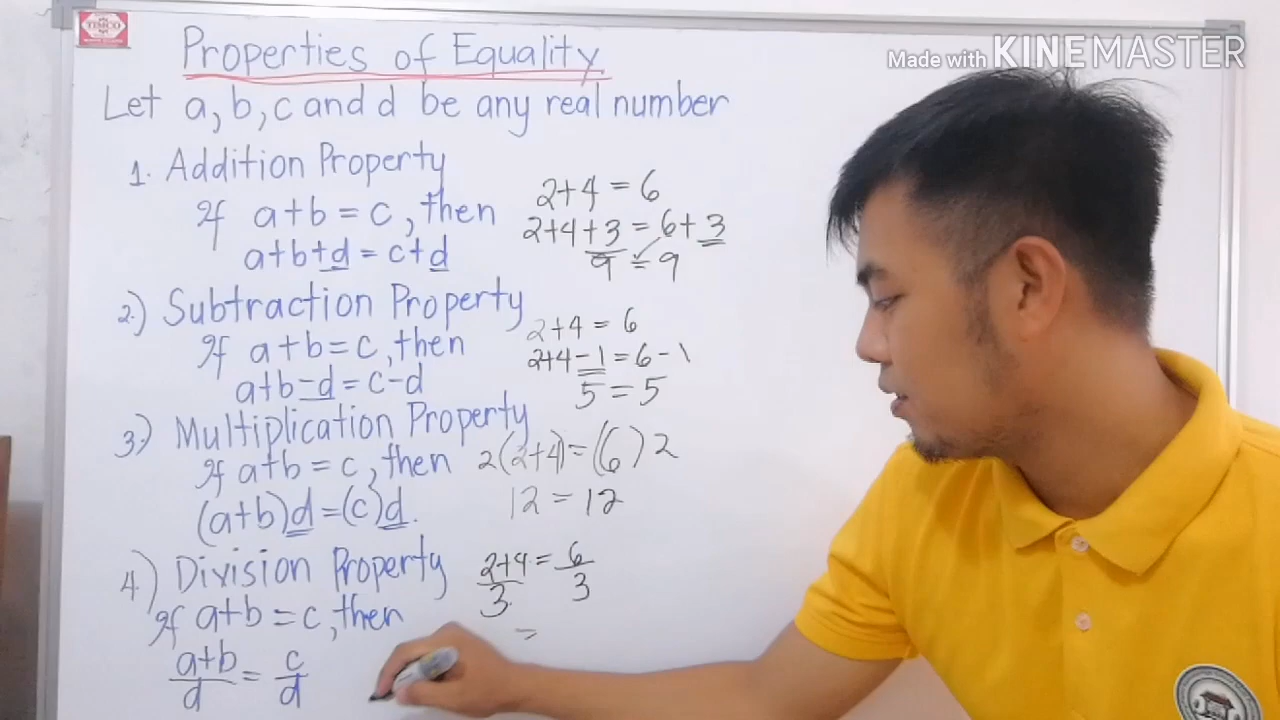 TIMCO
Made with KINEMASTER
Properties of Equality
Let a, b, c and d be any real number
1. Addition Property
If a+b = c, then
a+b+d = c+d
2+4 = 6
2+4+3 = 6+3
9 = 9
2.) Subtraction Property
If a+b = c, then
a+b-d = c-d
2+4 = 6
2+4-1 = 6-1
5 = 5
3.) Multiplication Property
If a+b = c, then
(a+b)d = (c)d.
2(2+4) = (6)2
12 = 12
4.) Division Property
If a+b = c, then
a+b/d = c/d
2+4/3 = 6/3
=